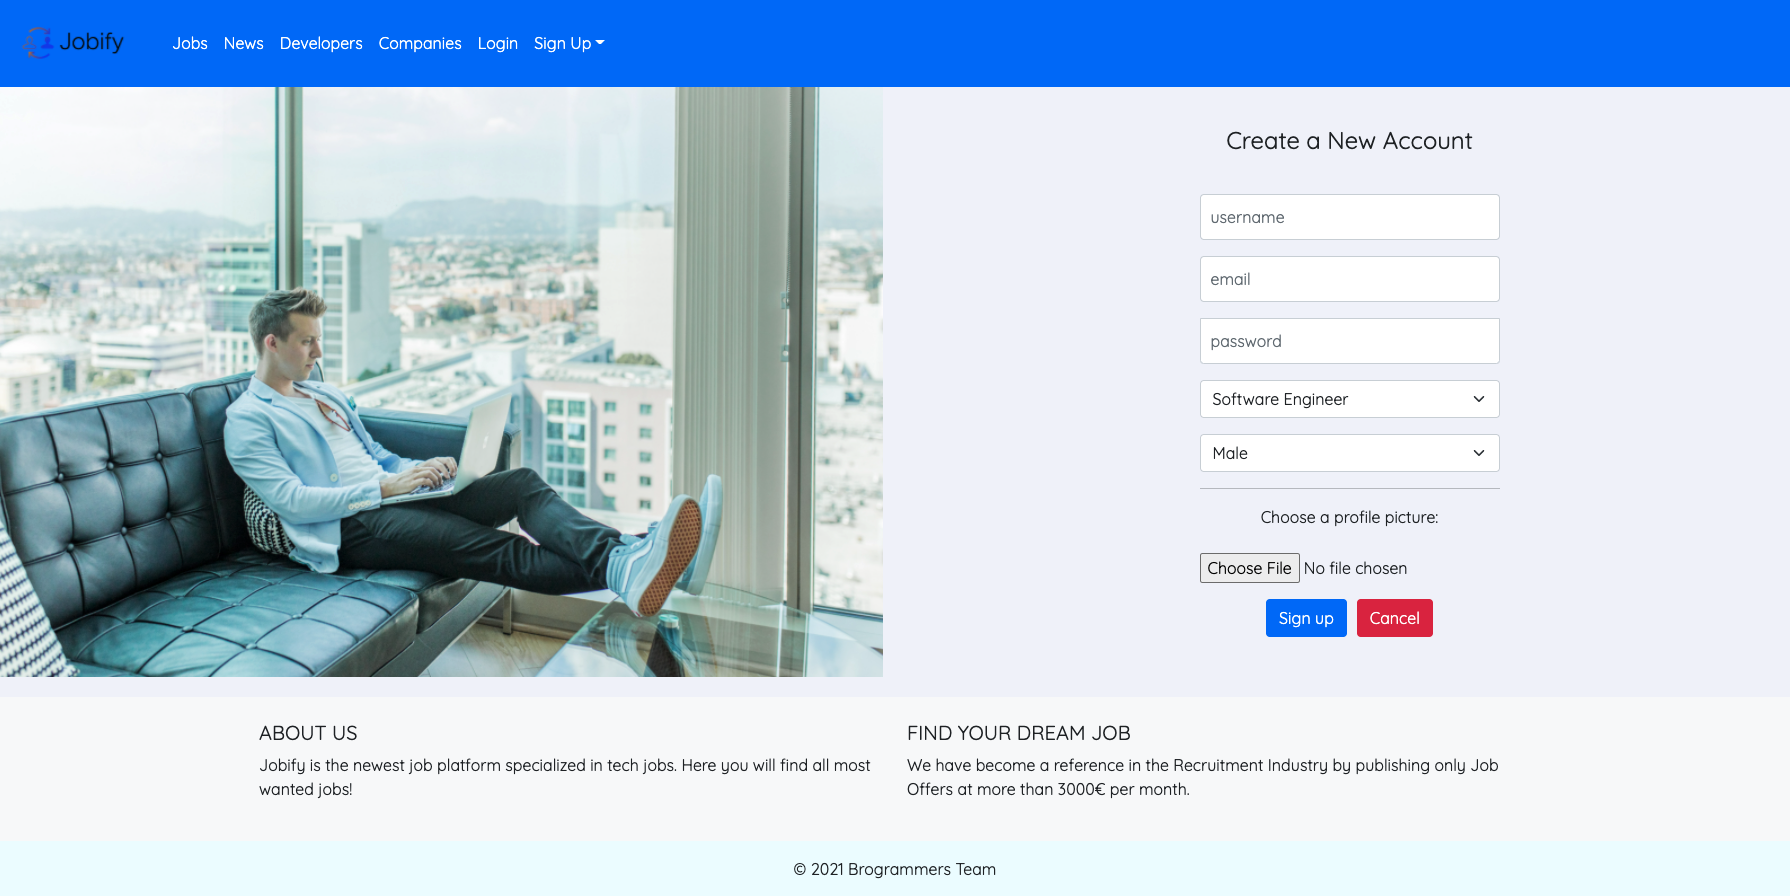 Jobify
Jobs News Developers Companies Login Sign Up
Create a New Account
username
email
password
Software Engineer
Male
Choose a profile picture:
Choose File No file chosen
Sign up Cancel
ABOUT US
Jobify is the newest job platform specialized in tech jobs. Here you will find all most
wanted jobs!
FIND YOUR DREAM JOB
We have become a reference in the Recruitment Industry by publishing only Job
Offers at more than 3000€ per month.
© 2021 Brogrammers Team